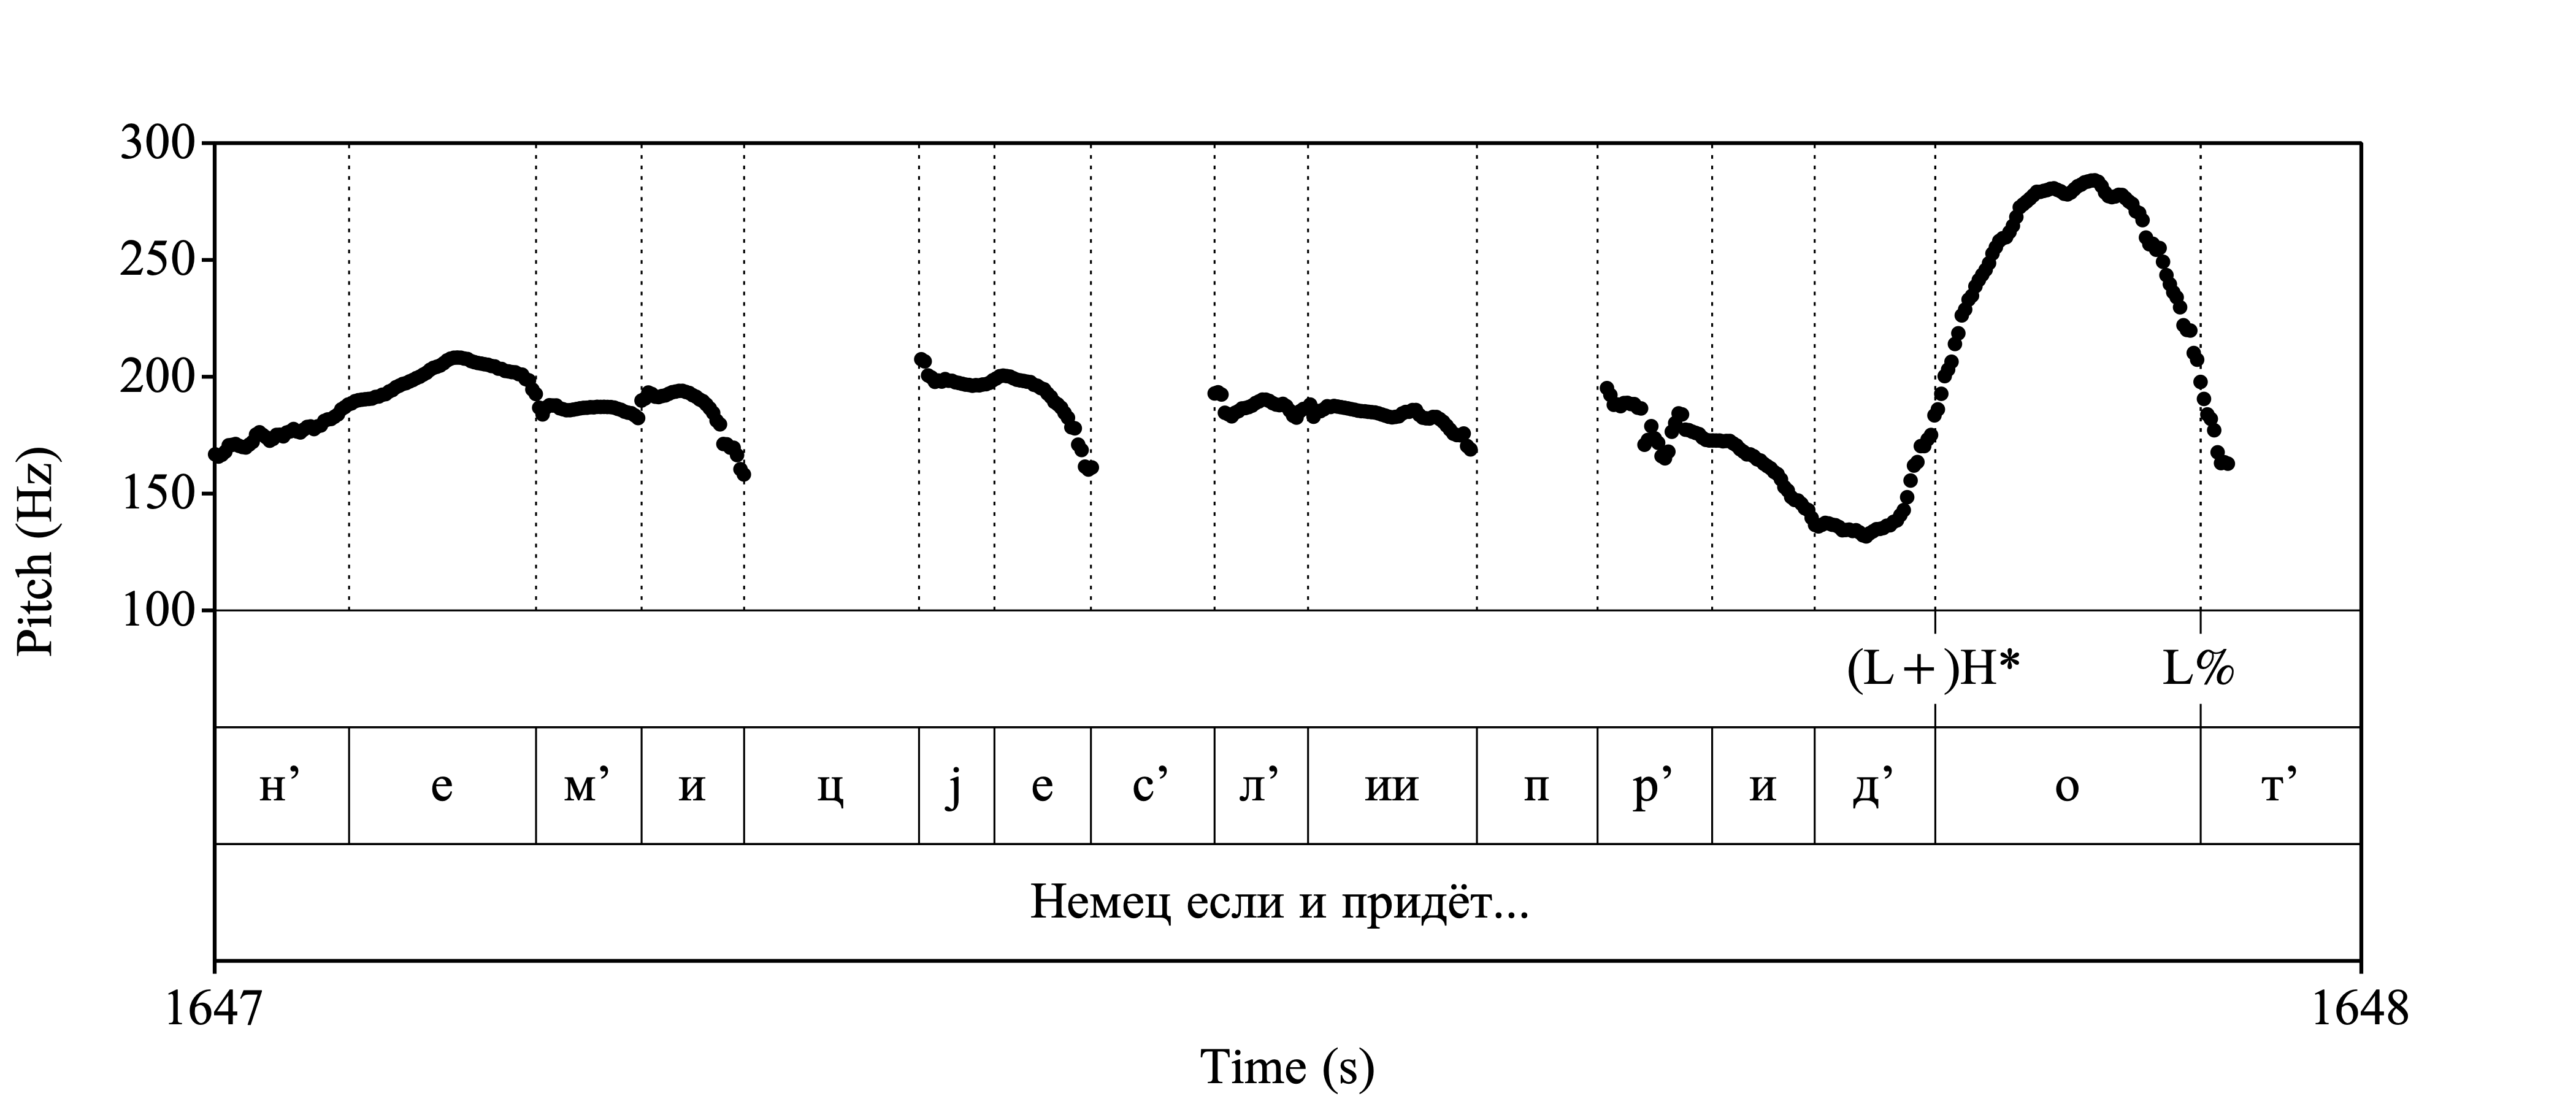 300
250
200
150
100
Pitch (Hz)
(L+)H* L%
н’ е м’ и ц j е с’ л’ ии п р’ и д’ о т’
Немец если и придёт...
1647 1648
Time (s)